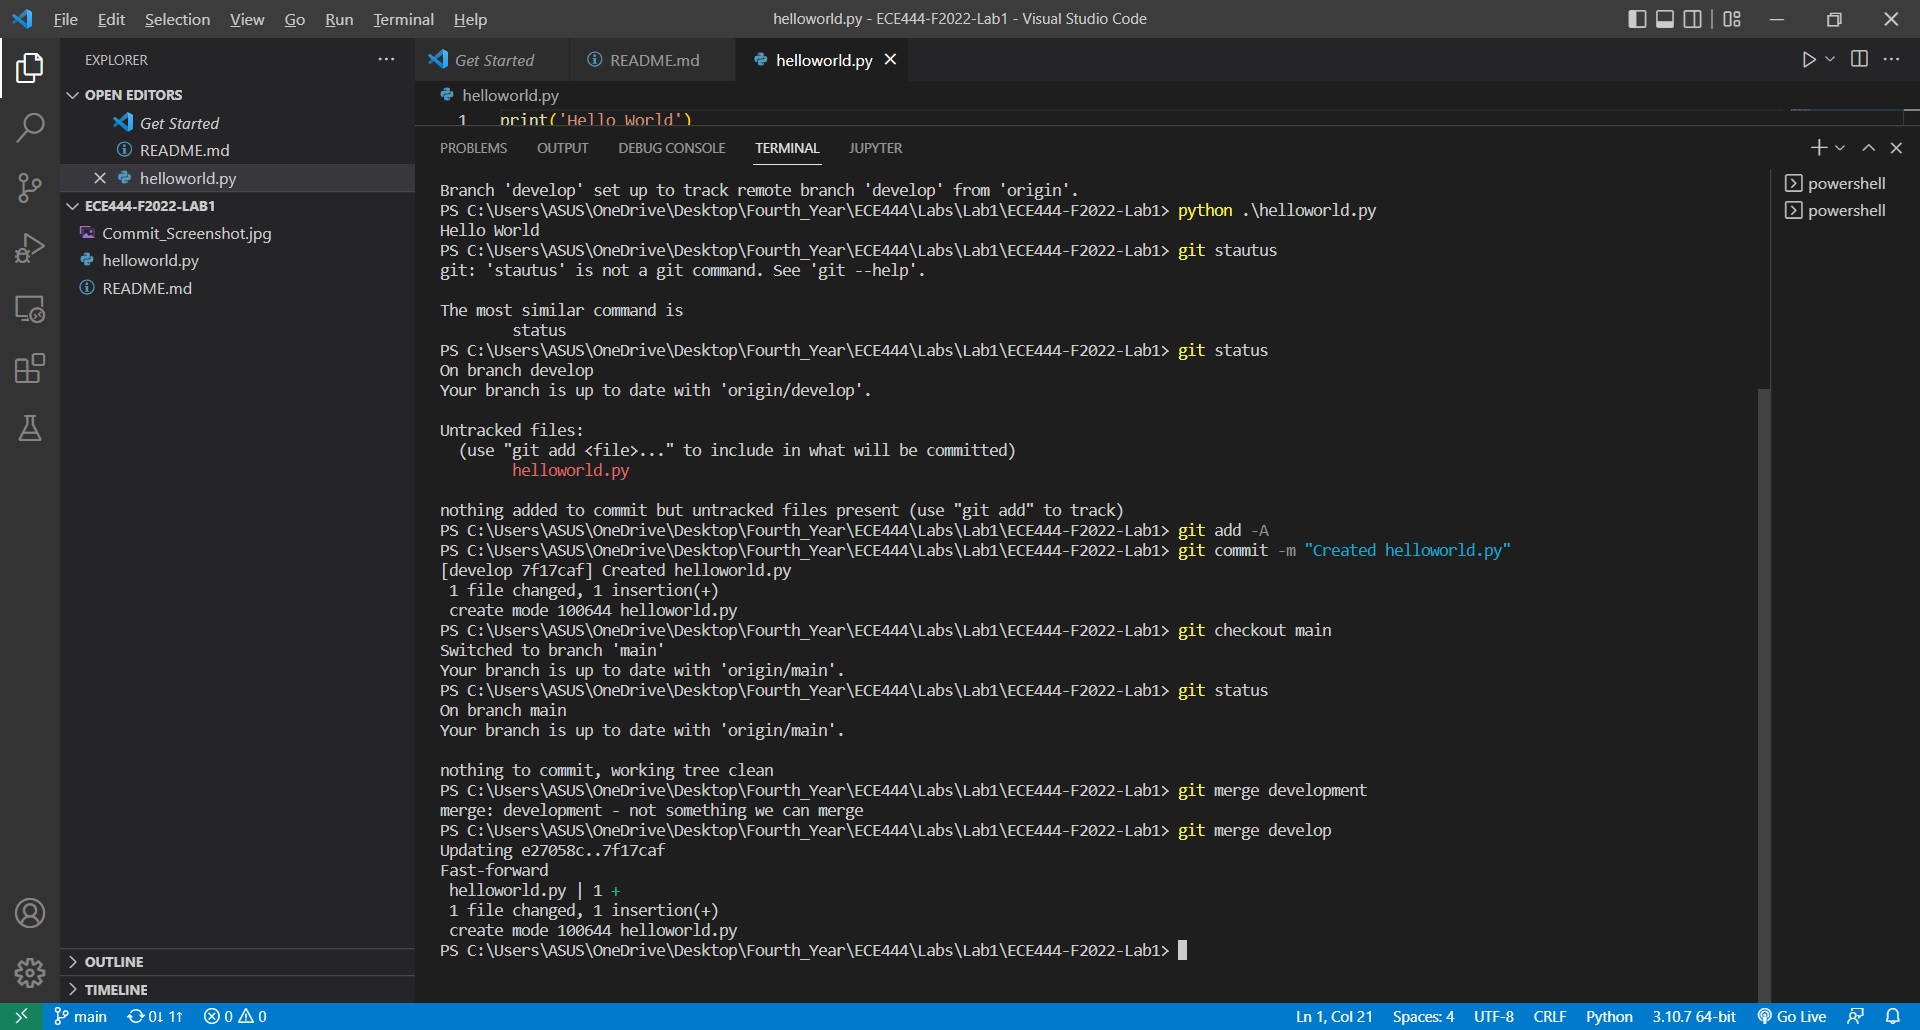 File Edit Selection View Go Run Terminal Help
helloworld.py - ECE444-F2022-Lab1 - Visual Studio Code
EXPLORER
OPEN EDITORS
Get Started
README.md
helloworld.py
ECE444-F2022-LAB1
Commit_Screenshot.jpg
helloworld.py
README.md
OUTLINE
TIMELINE
Get Started README.md helloworld.py
helloworld.py
1 print('Hello World')
PROBLEMS OUTPUT DEBUG CONSOLE TERMINAL JUPYTER
Branch 'develop' set up to track remote branch 'develop' from 'origin'.
PS C:\Users\ASUS\OneDrive\Desktop\Fourth_Year\ECE444\Labs\Lab1\ECE444-F2022-Lab1> python .\helloworld.py
Hello World
PS C:\Users\ASUS\OneDrive\Desktop\Fourth_Year\ECE444\Labs\Lab1\ECE444-F2022-Lab1> git stautus
git: 'stautus' is not a git command. See 'git --help'.
The most similar command is
status
PS C:\Users\ASUS\OneDrive\Desktop\Fourth_Year\ECE444\Labs\Lab1\ECE444-F2022-Lab1> git status
On branch develop
Your branch is up to date with 'origin/develop'.
Untracked files:
(use "git add <file>..." to include in what will be committed)
helloworld.py
nothing added to commit but untracked files present (use "git add" to track)
PS C:\Users\ASUS\OneDrive\Desktop\Fourth_Year\ECE444\Labs\Lab1\ECE444-F2022-Lab1> git add -A
PS C:\Users\ASUS\OneDrive\Desktop\Fourth_Year\ECE444\Labs\Lab1\ECE444-F2022-Lab1> git commit -m "Created helloworld.py"
[develop 7f17caf] Created helloworld.py
1 file changed, 1 insertion(+)
create mode 100644 helloworld.py
PS C:\Users\ASUS\OneDrive\Desktop\Fourth_Year\ECE444\Labs\Lab1\ECE444-F2022-Lab1> git checkout main
Switched to branch 'main'
Your branch is up to date with 'origin/main'.
PS C:\Users\ASUS\OneDrive\Desktop\Fourth_Year\ECE444\Labs\Lab1\ECE444-F2022-Lab1> git status
On branch main
Your branch is up to date with 'origin/main'.
nothing to commit, working tree clean
PS C:\Users\ASUS\OneDrive\Desktop\Fourth_Year\ECE444\Labs\Lab1\ECE444-F2022-Lab1> git merge development
merge: development - not something we can merge
PS C:\Users\ASUS\OneDrive\Desktop\Fourth_Year\ECE444\Labs\Lab1\ECE444-F2022-Lab1> git merge develop
Updating e27058c..7f17caf
Fast-forward
helloworld.py | 1 +
1 file changed, 1 insertion(+)
create mode 100644 helloworld.py
PS C:\Users\ASUS\OneDrive\Desktop\Fourth_Year\ECE444\Labs\Lab1\ECE444-F2022-Lab1>
powershell
powershell
main 0↓ 1↑ 0 0
Ln 1, Col 21 Spaces: 4 UTF-8 CRLF Python 3.10.7 64-bit Go Live